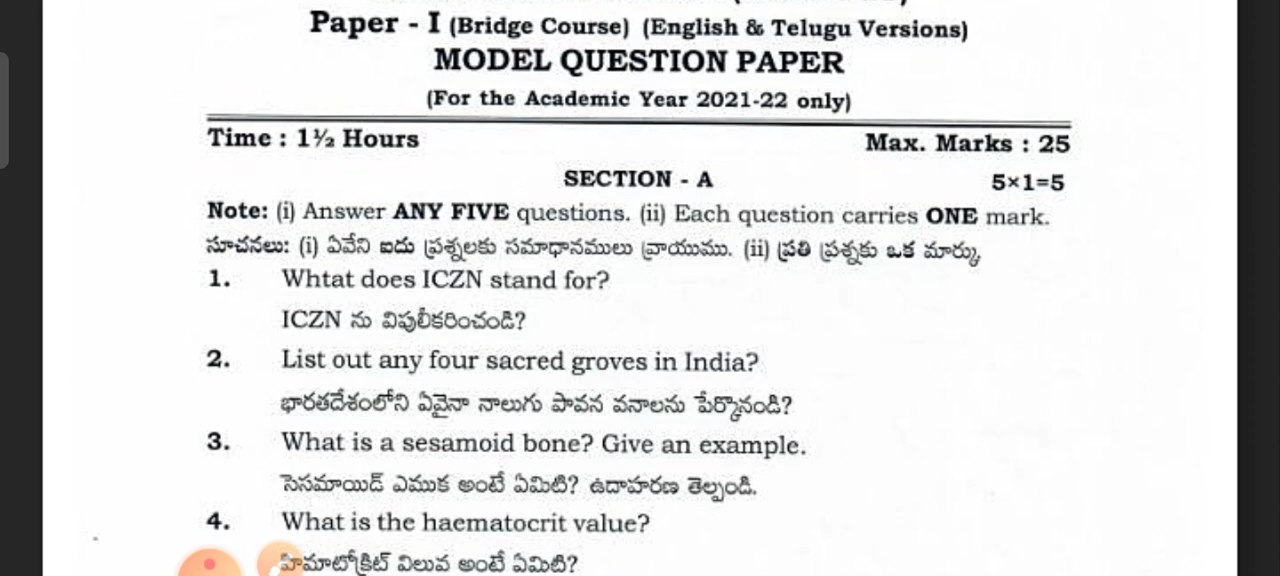 Paper - I (Bridge Course) (English & Telugu Versions)
MODEL QUESTION PAPER
(For the Academic Year 2021-22 only)
Time : 1½ Hours Max. Marks : 25
SECTION - A 5×1=5
Note: (i) Answer ANY FIVE questions. (ii) Each question carries ONE mark.
సూచనలు: (i) ఏవేని ఐదు ప్రశ్నలకు సమాధానములు వ్రాయుము. (ii) ప్రతి ప్రశ్నకు ఒక మార్కు
1. Whtat does ICZN stand for?
ICZN ను విపులీకరించండి?
2. List out any four sacred groves in India?
భారతదేశంలోని ఏవైనా నాలుగు పావన వనాలను పేర్కొనండి?
3. What is a sesamoid bone? Give an example.
సెసమాయిడ్ ఎముక అంటే ఏమిటి? ఉదాహరణ తెల్పండి.
4. What is the haematocrit value?
హిమాటోక్రిట్ విలువ అంటే ఏమిటి?